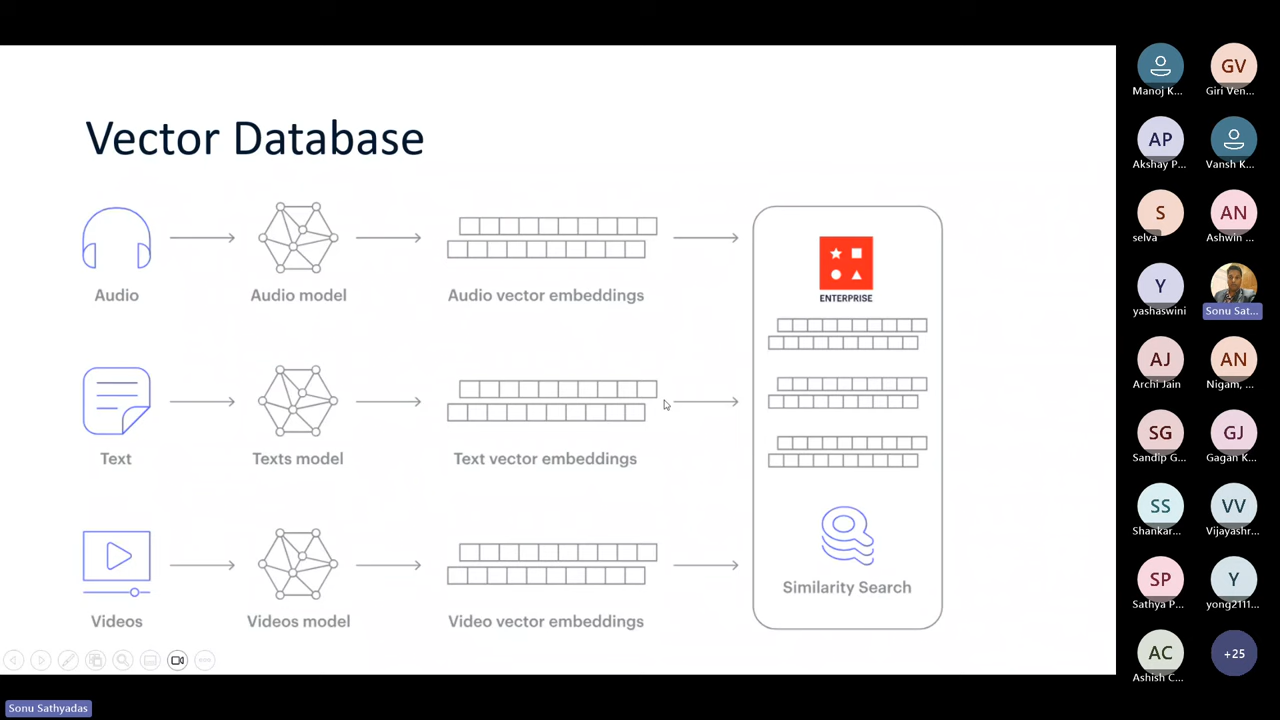 Vector Database
Audio
Audio model
Audio vector embeddings
Text
Texts model
Text vector embeddings
Videos
Videos model
Video vector embeddings
ENTERPRISE
Similarity Search
Manoj K...
GV
Giri Ven...
AP
Akshay P...
Vansh K...
S
selva
AN
Ashwin ...
Y
yashaswini
Sonu Sat...
AJ
Archi Jain
AN
Nigam, ...
SG
Sandip G...
GJ
Gagan K...
SS
Shankar...
VV
Vijayashr...
SP
Sathya P...
Y
yong2111...
AC
Ashish C...
+25
Sonu Sathyadas